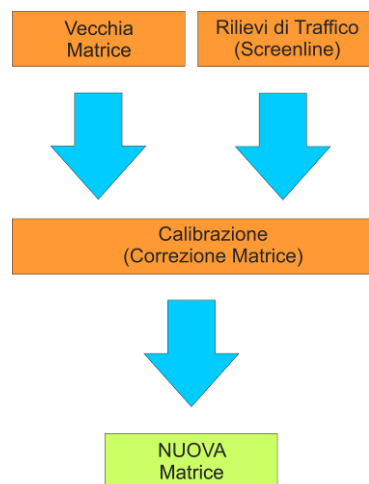 Vecchia
Matrice
Rilievi di Traffico
(Screenline)
Calibrazione
(Correzione Matrice)
NUOVA
Matrice